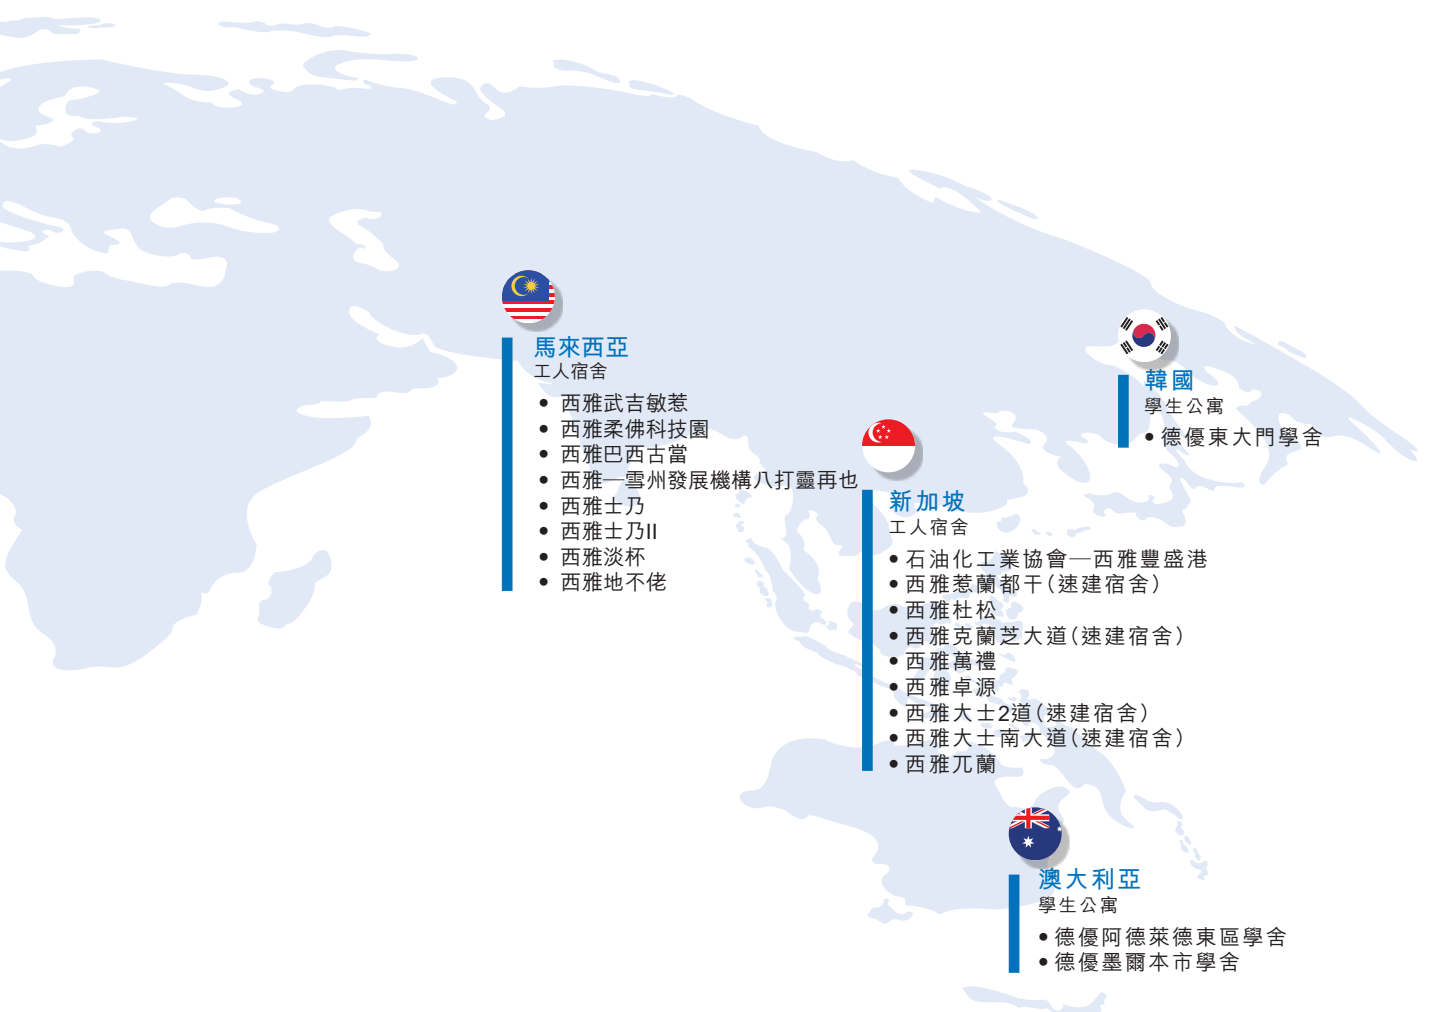 馬來西亞
工人宿舍
• 西雅武吉敏惹
• 西雅柔佛科技園
• 西雅巴西古當
• 西雅—雪州發展機構八打靈再也
• 西雅士乃
• 西雅士乃II
• 西雅淡杯
• 西雅地不佬
韓國
學生公寓
• 德優東大門學舍
新加坡
工人宿舍
• 石油化工業協會—西雅豐盛港
• 西雅惹蘭都干(速建宿舍)
• 西雅杜松
• 西雅克蘭芝大道(速建宿舍)
• 西雅萬禮
• 西雅卓源
• 西雅大士2道(速建宿舍)
• 西雅大士南大道(速建宿舍)
• 西雅兀蘭
澳大利亞
學生公寓
• 德優阿德萊德東區學舍
• 德優墨爾本市學舍